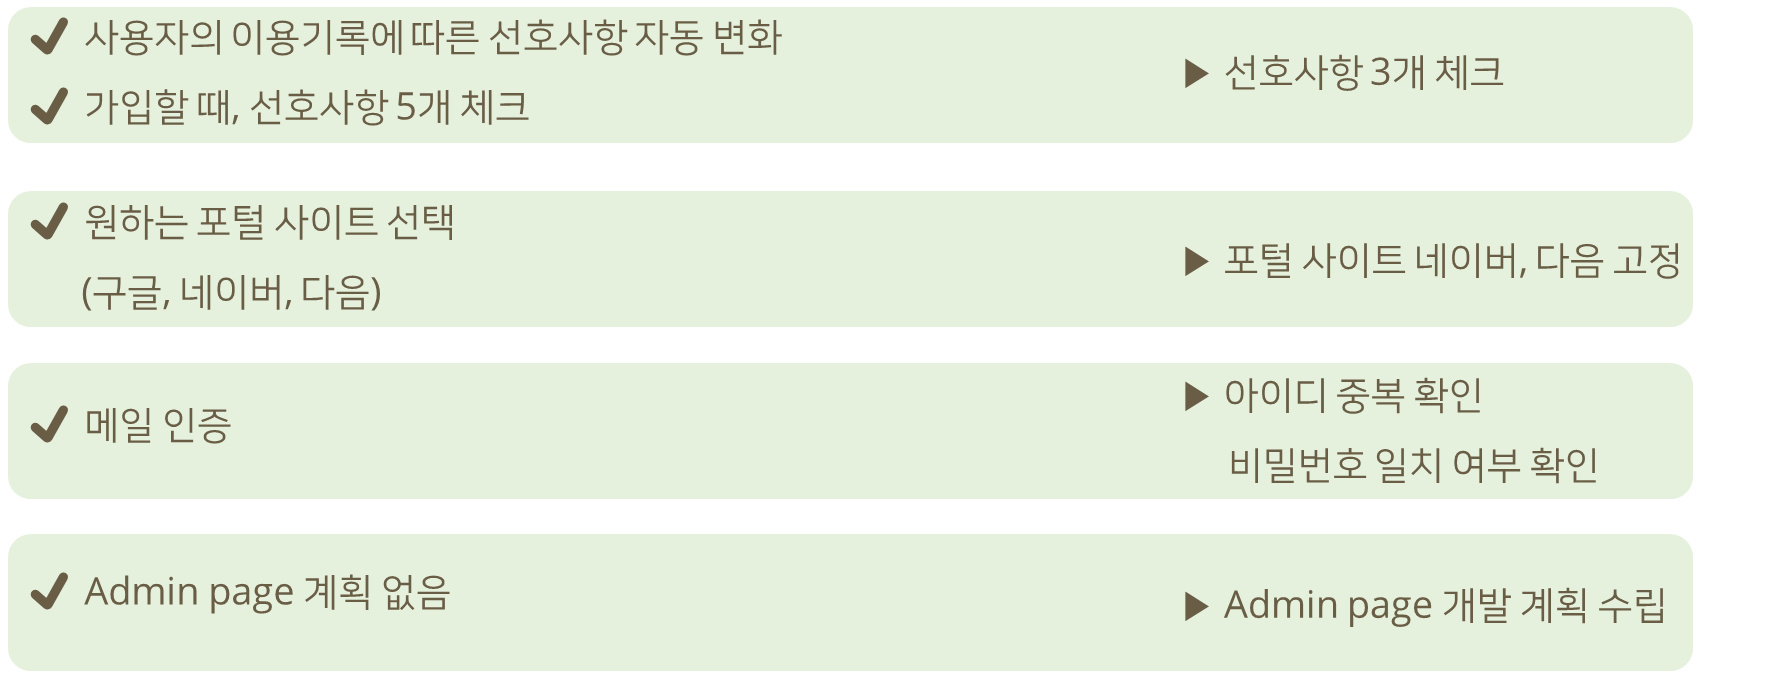 사용자의 이용기록에 따른 선호사항 자동 변화
가입할 때, 선호사항 5개 체크
선호사항 3개 체크
원하는 포털 사이트 선택
(구글, 네이버, 다음)
포털 사이트 네이버, 다음 고정
메일 인증
아이디 중복 확인
비밀번호 일치 여부 확인
Admin page 계획 없음
Admin page 개발 계획 수립